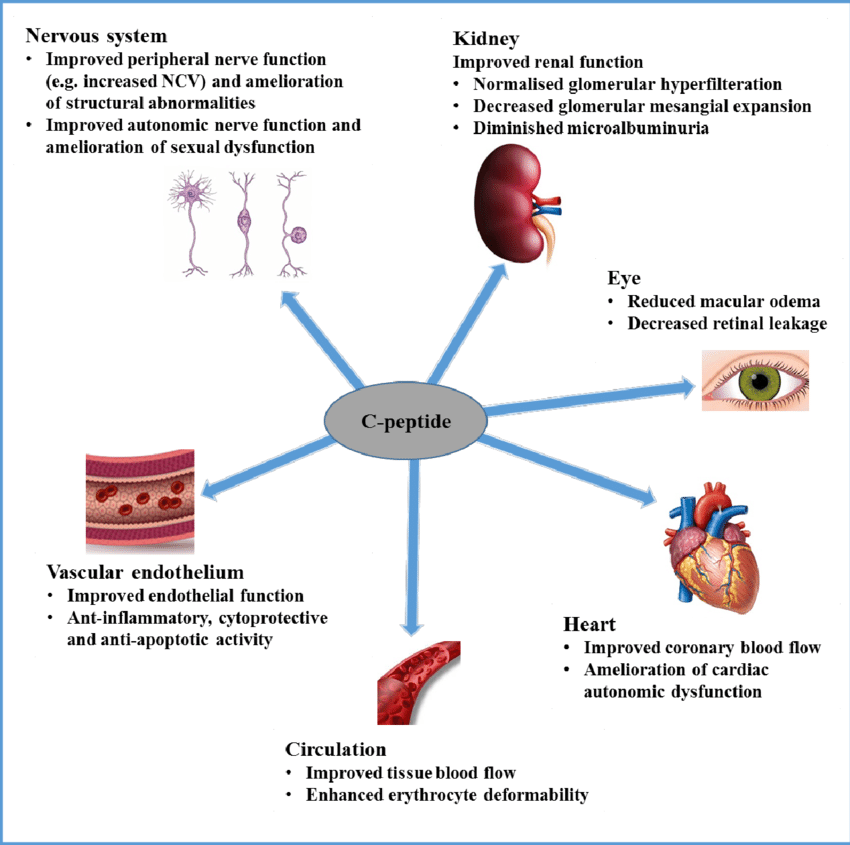 Nervous system
• Improved peripheral nerve function
(e.g. increased NCV) and amelioration
of structural abnormalities
• Improved autonomic nerve function and
amelioration of sexual dysfunction
Kidney
Improved renal function
• Normalised glomerular hyperfilteration
• Decreased glomerular mesangial expansion
• Diminished microalbuminuria
Eye
• Reduced macular odema
• Decreased retinal leakage
C-peptide
Vascular endothelium
• Improved endothelial function
• Ant-inflammatory, cytoprotective
and anti-apoptotic activity
Heart
• Improved coronary blood flow
• Amelioration of cardiac
autonomic dysfunction
Circulation
• Improved tissue blood flow
• Enhanced erythrocyte deformability